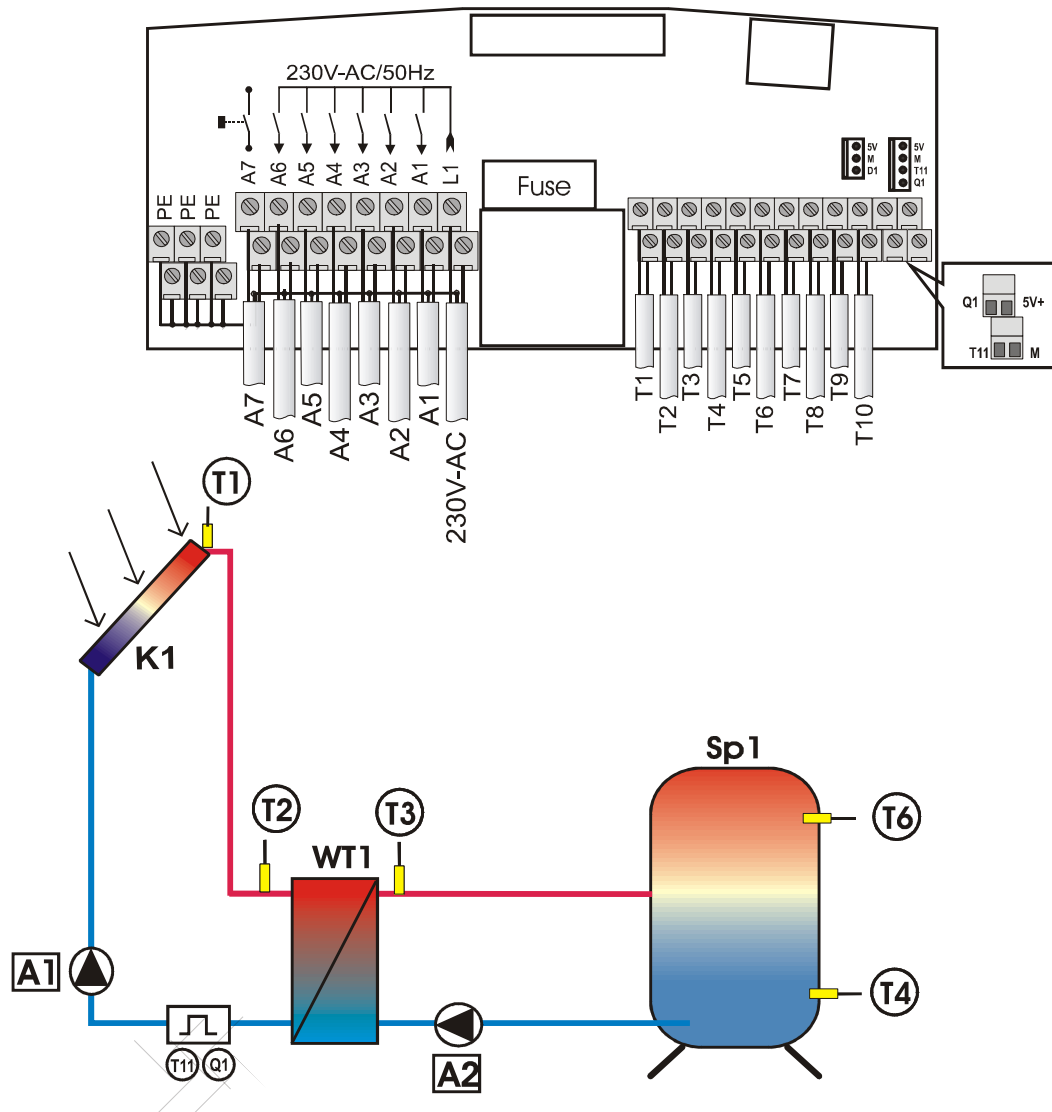 230V-AC/50Hz
A7
A6
A5
A4
A3
A2
A1
L1
PE
PE
PE
Fuse
5V
M
D1
5V
M
T11
Q1
Q1
5V+
T11
M
A7
A6
A5
A4
A3
A2
A1
230V-AC
T1
T2
T3
T4
T5
T6
T7
T8
T9
T10
T1
K1
Sp1
T2
T3
T6
WT1
A1
T4
T11
Q1
A2